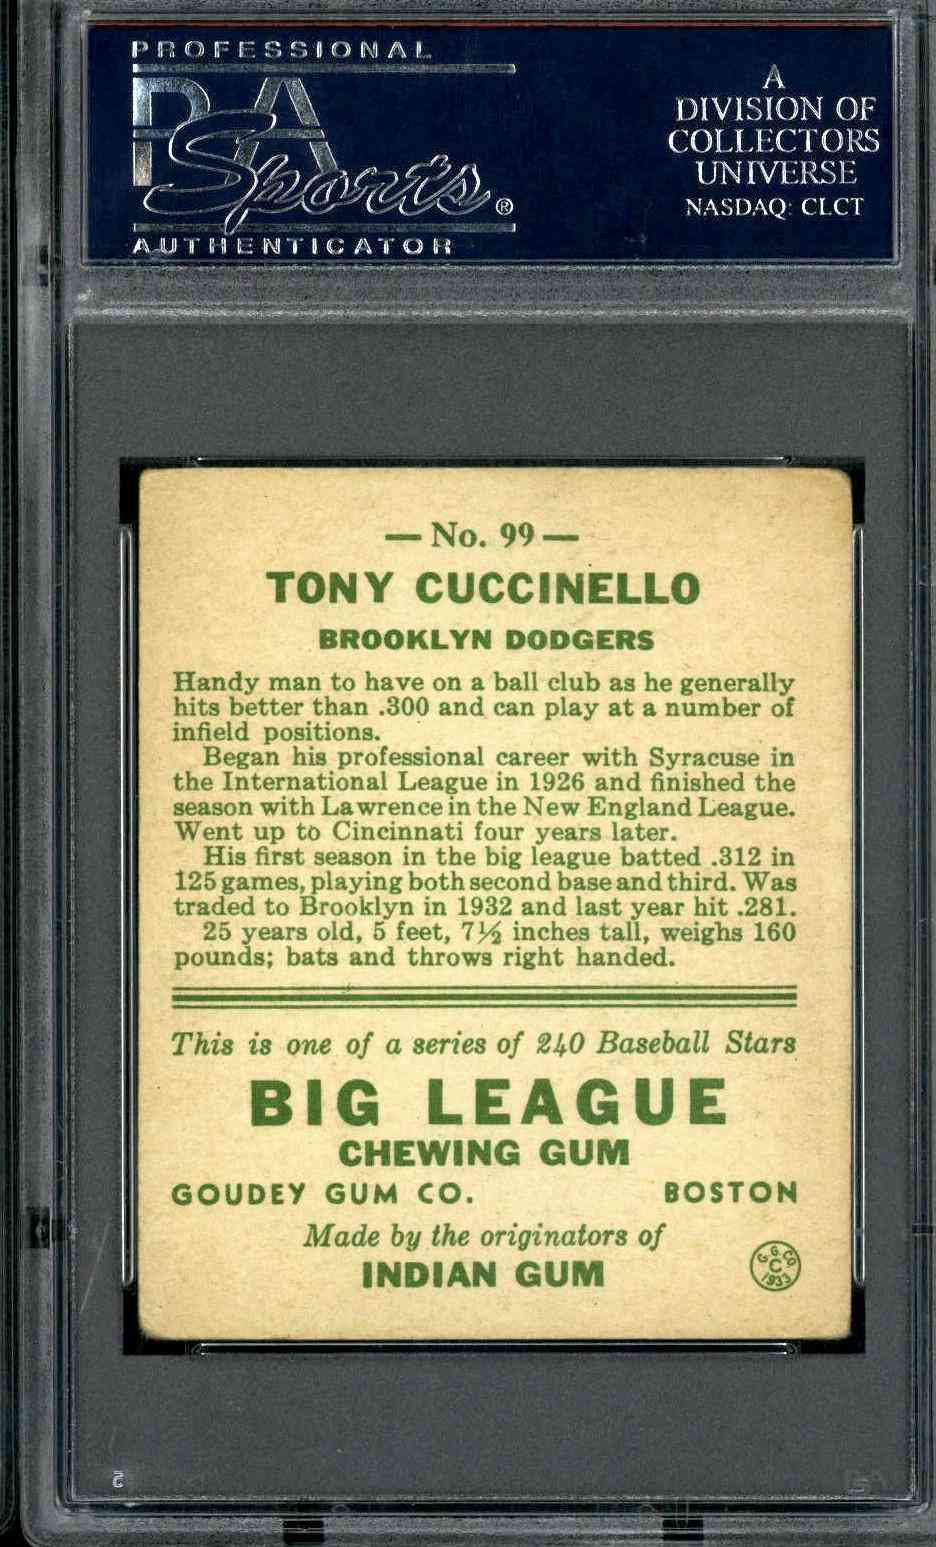 PROFESSIONAL
PSA
Sports®
AUTHENTICATOR
A
DIVISION OF
COLLECTORS
UNIVERSE
NASDAQ: CLCT
— No. 99 —
TONY CUCCINELLO
BROOKLYN DODGERS
Handy man to have on a ball club as he generally
hits better than .300 and can play at a number of
infield positions.
Began his professional career with Syracuse in
the International League in 1926 and finished the
season with Lawrence in the New England League.
Went up to Cincinnati four years later.
His first season in the big league batted .312 in
125 games, playing both second base and third. Was
traded to Brooklyn in 1932 and last year hit .281.
25 years old, 5 feet, 7½ inches tall, weighs 160
pounds; bats and throws right handed.
This is one of a series of 240 Baseball Stars
BIG LEAGUE
CHEWING GUM
GOUDEY GUM CO. BOSTON
Made by the originators of
INDIAN GUM
G.G.CO
C
1933